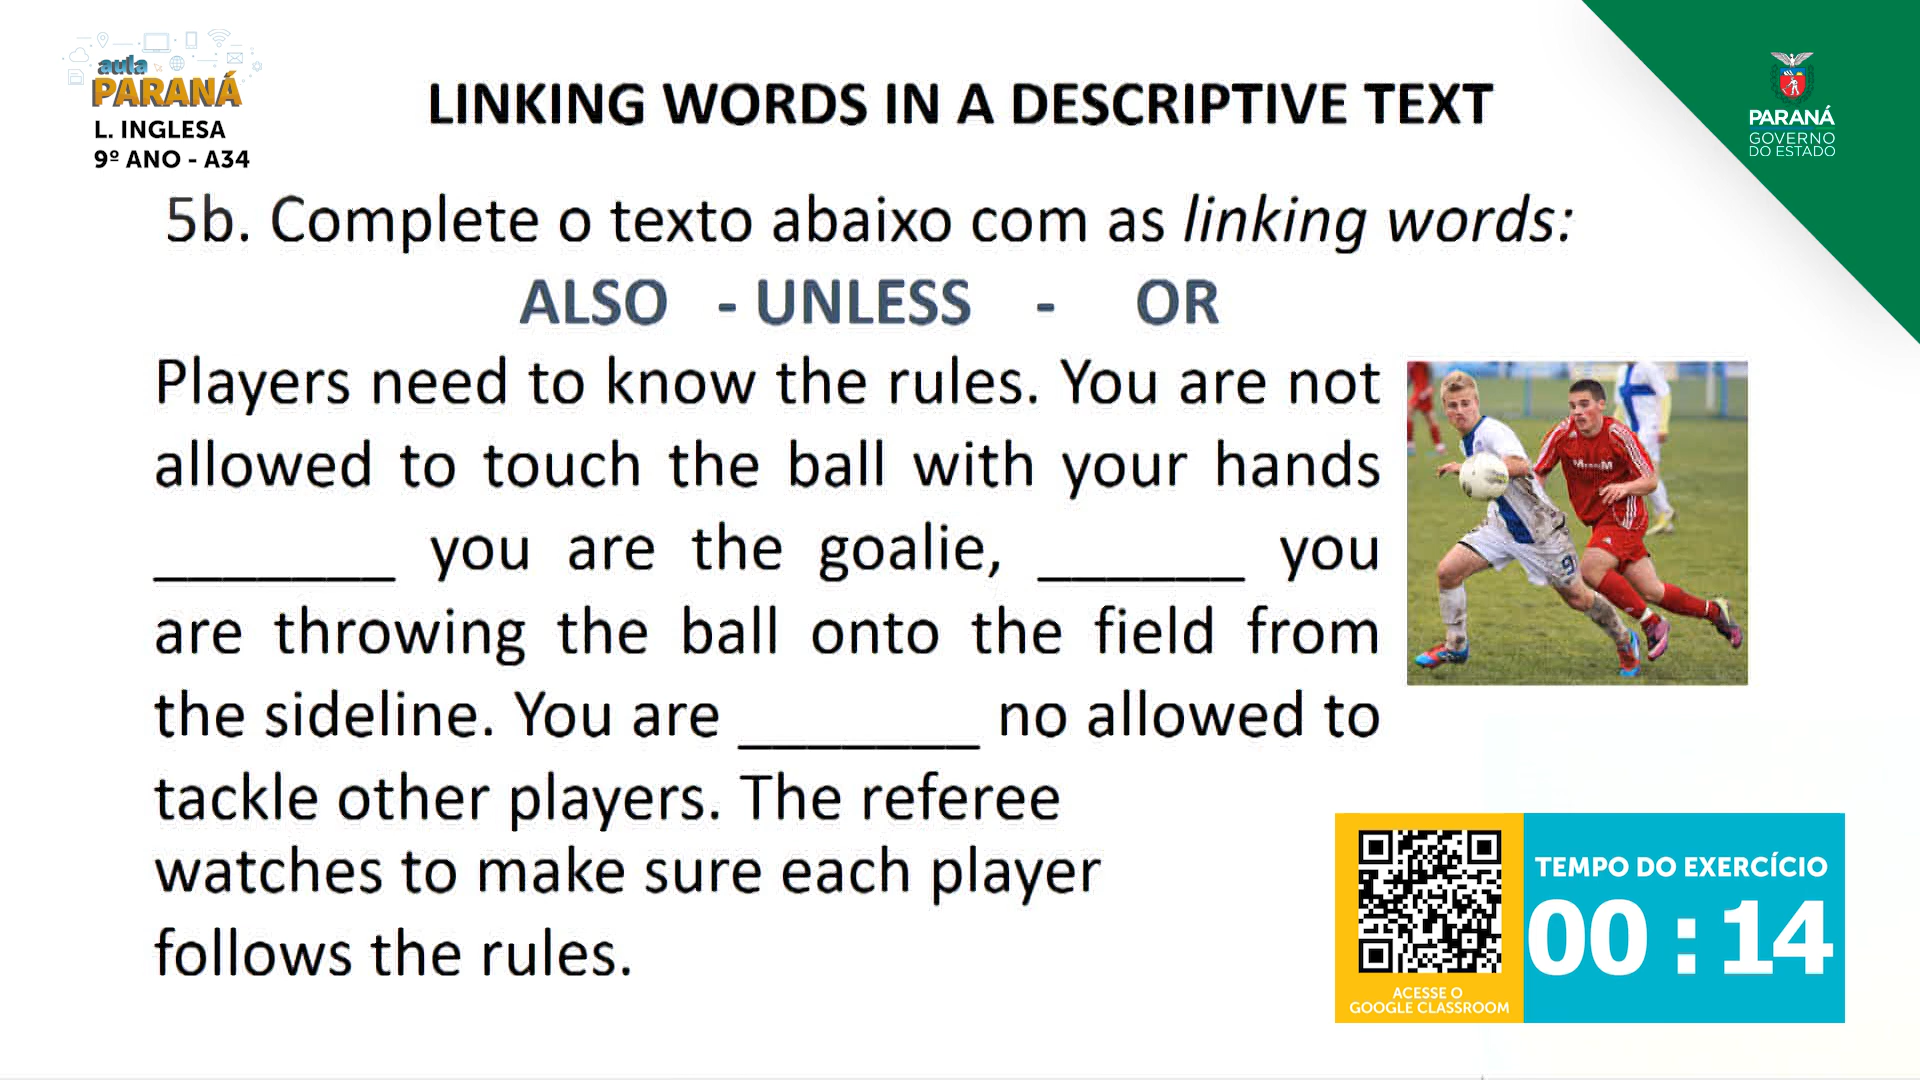 aula
PARANÁ
L. INGLESA
9º ANO - A34
LINKING WORDS IN A DESCRIPTIVE TEXT
PARANÁ
GOVERNO
DO ESTADO
5b. Complete o texto abaixo com as linking words:
ALSO - UNLESS - OR
Players need to know the rules. You are not
allowed to touch the ball with your hands
_______ you are the goalie, ______ you
are throwing the ball onto the field from
the sideline. You are _______ no allowed to
tackle other players. The referee
watches to make sure each player
follows the rules.
ACESSE O
GOOGLE CLASSROOM
TEMPO DO EXERCÍCIO
00 : 14